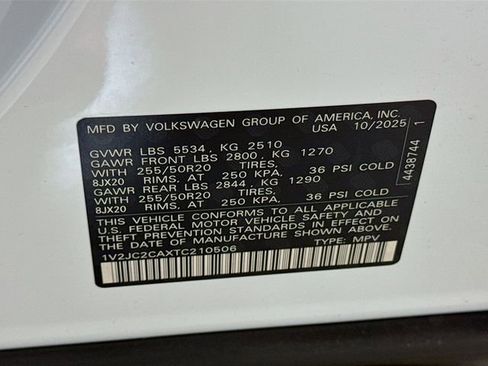 MFD BY VOLKSWAGEN GROUP OF AMERICA, INC.
USA 10/2025
GVWR LBS 5534, KG 2510
GAWR FRONT LBS 2800, KG 1270
WITH 255/50R20 TIRES,
8JX20 RIMS, AT 250 KPA, 36 PSI COLD
GAWR REAR LBS 2844, KG 1290
WITH 255/50R20 TIRES,
8JX20 RIMS, AT 250 KPA, 36 PSI COLD
THIS VEHICLE CONFORMS TO ALL APPLICABLE
U.S. FEDERAL MOTOR VEHICLE SAFETY AND
THEFT PREVENTION STANDARDS IN EFFECT ON
THE DATE OF MANUFACTURE SHOWN ABOVE.
1V2JC2CAXTC210506 TYPE: MPV
4438744 1